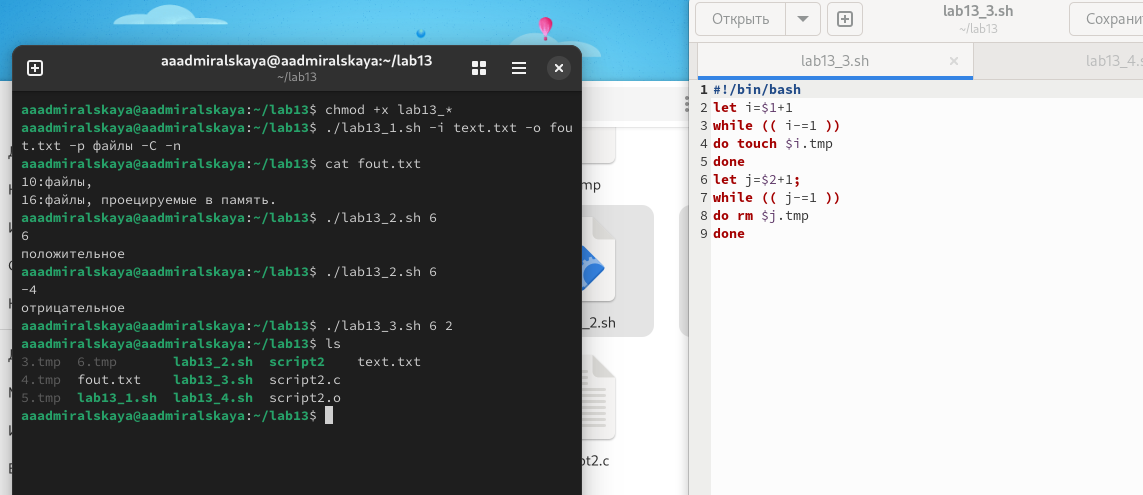 aaadmiralskaya@aadmiralskaya:~/lab13
~/lab13
aaadmiralskaya@aadmiralskaya:~/lab13$ chmod +x lab13_*
aaadmiralskaya@aadmiralskaya:~/lab13$ ./lab13_1.sh -i text.txt -o fou
t.txt -p файлы -C -n
aaadmiralskaya@aadmiralskaya:~/lab13$ cat fout.txt
10:файлы,
16:файлы, проецируемые в память.
aaadmiralskaya@aadmiralskaya:~/lab13$ ./lab13_2.sh 6
6
положительное
aaadmiralskaya@aadmiralskaya:~/lab13$ ./lab13_2.sh 6
-4
отрицательное
aaadmiralskaya@aadmiralskaya:~/lab13$ ./lab13_3.sh 6 2
aaadmiralskaya@aadmiralskaya:~/lab13$ ls
3.tmp 6.tmp lab13_2.sh script2 text.txt
4.tmp fout.txt lab13_3.sh script2.c
5.tmp lab13_1.sh lab13_4.sh script2.o
aaadmiralskaya@aadmiralskaya:~/lab13$
mp
_2.sh
pt2.c
Открыть
lab13_3.sh
~/lab13
Сохрани
lab13_3.sh
lab13_4.s
1 #!/bin/bash
2 let i=$1+1
3 while (( i-=1 ))
4 do touch $i.tmp
5 done
6 let j=$2+1;
7 while (( j-=1 ))
8 do rm $j.tmp
9 done